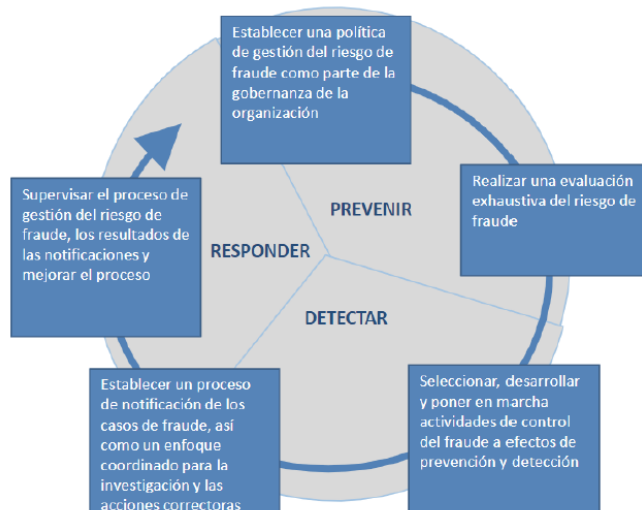 Establecer una política
de gestión del riesgo de
fraude como parte de la
gobernanza de la
organización
Realizar una evaluación
exhaustiva del riesgo de
fraude
Supervisar el proceso de
gestión del riesgo de
fraude, los resultados de
las notificaciones y
mejorar el proceso
PREVENIR
RESPONDER
DETECTAR
Seleccionar, desarrollar
y poner en marcha
actividades de control
del fraude a efectos de
prevención y detección
Establecer un proceso
de notificación de los
casos de fraude, así
como un enfoque
coordinado para la
investigación y las
acciones correctoras